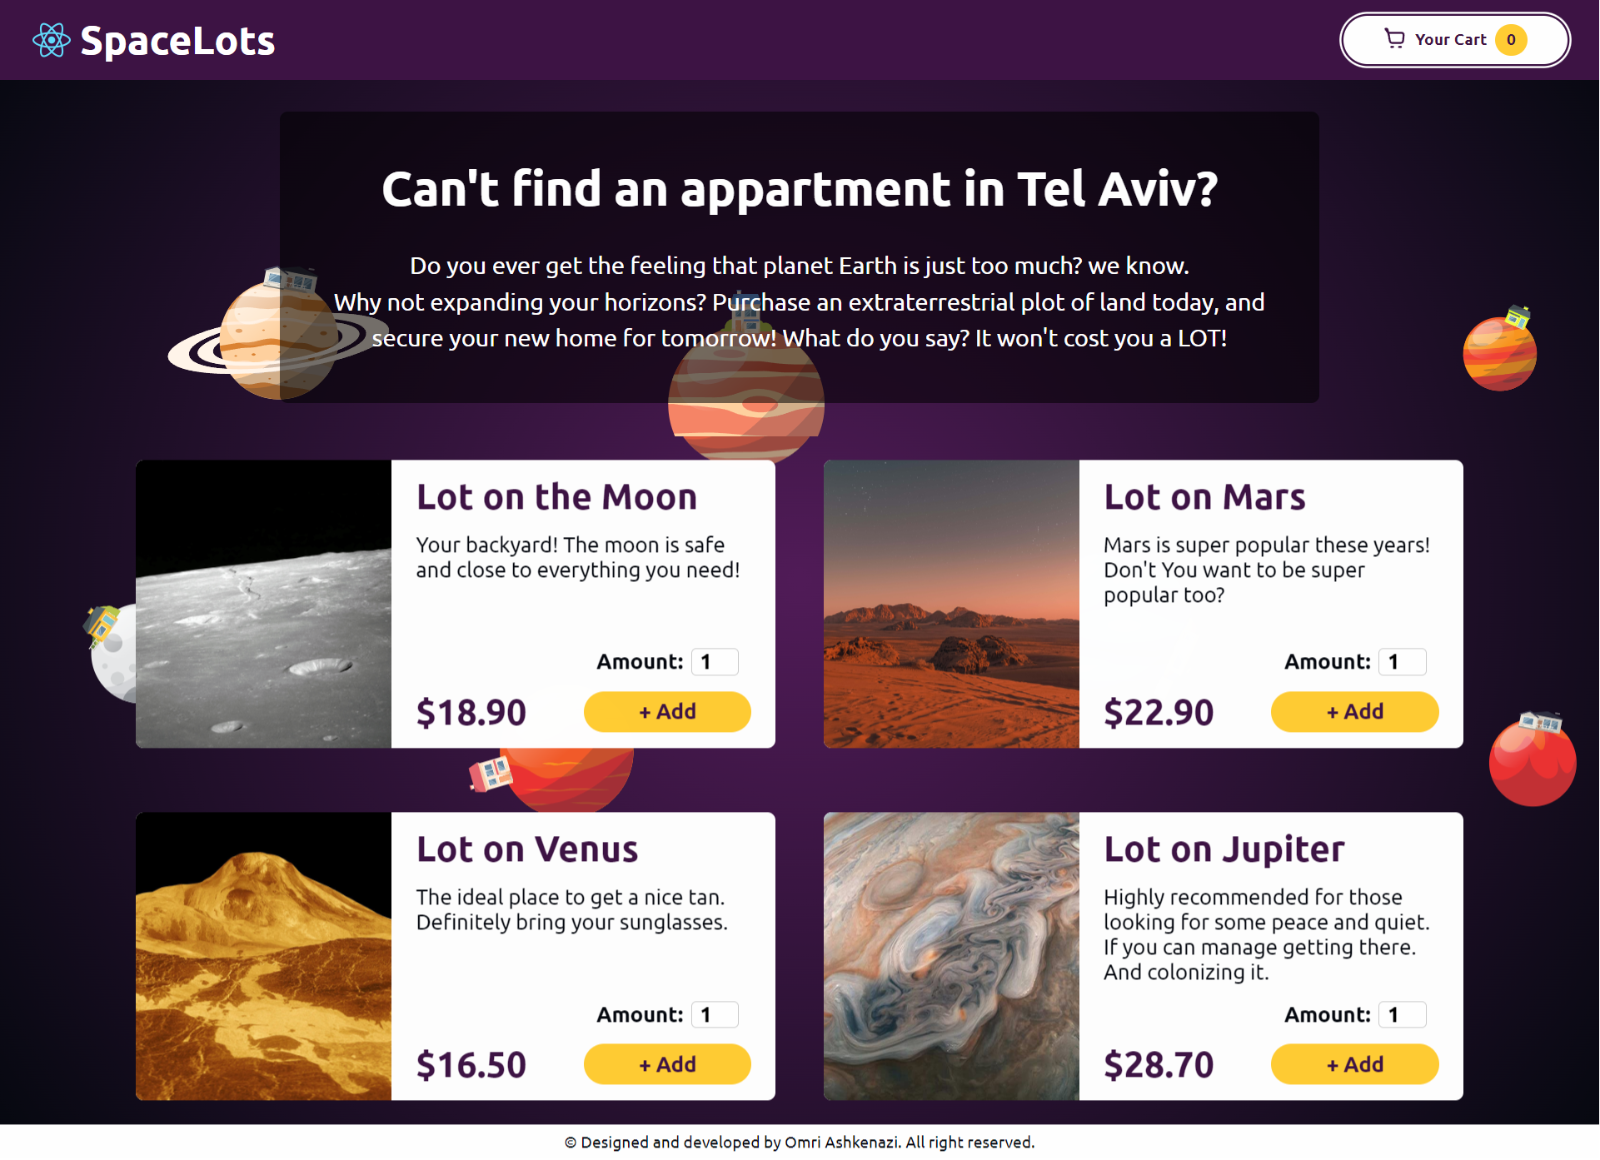 SpaceLots
Your Cart 0
Can't find an appartment in Tel Aviv?
Do you ever get the feeling that planet Earth is just too much? we know.
Why not expanding your horizons? Purchase an extraterrestrial plot of land today, and
secure your new home for tomorrow! What do you say? It won't cost you a LOT!
Lot on the Moon
Your backyard! The moon is safe
and close to everything you need!
Amount: 1
$18.90
+ Add
Lot on Mars
Mars is super popular these years!
Don't You want to be super
popular too?
Amount: 1
$22.90
+ Add
Lot on Venus
The ideal place to get a nice tan.
Definitely bring your sunglasses.
Amount: 1
$16.50
+ Add
Lot on Jupiter
Highly recommended for those
looking for some peace and quiet.
If you can manage getting there.
And colonizing it.
Amount: 1
$28.70
+ Add
© Designed and developed by Omri Ashkenazi. All right reserved.